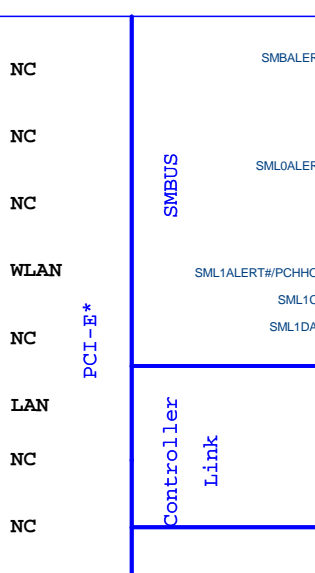 NC
NC
NC
WLAN
NC
LAN
NC
NC
PCI-E*
SMBUS
Controller
Link
SMBALER
SML0ALER
SML1ALERT#/PCHHO
SML1C
SML1DA